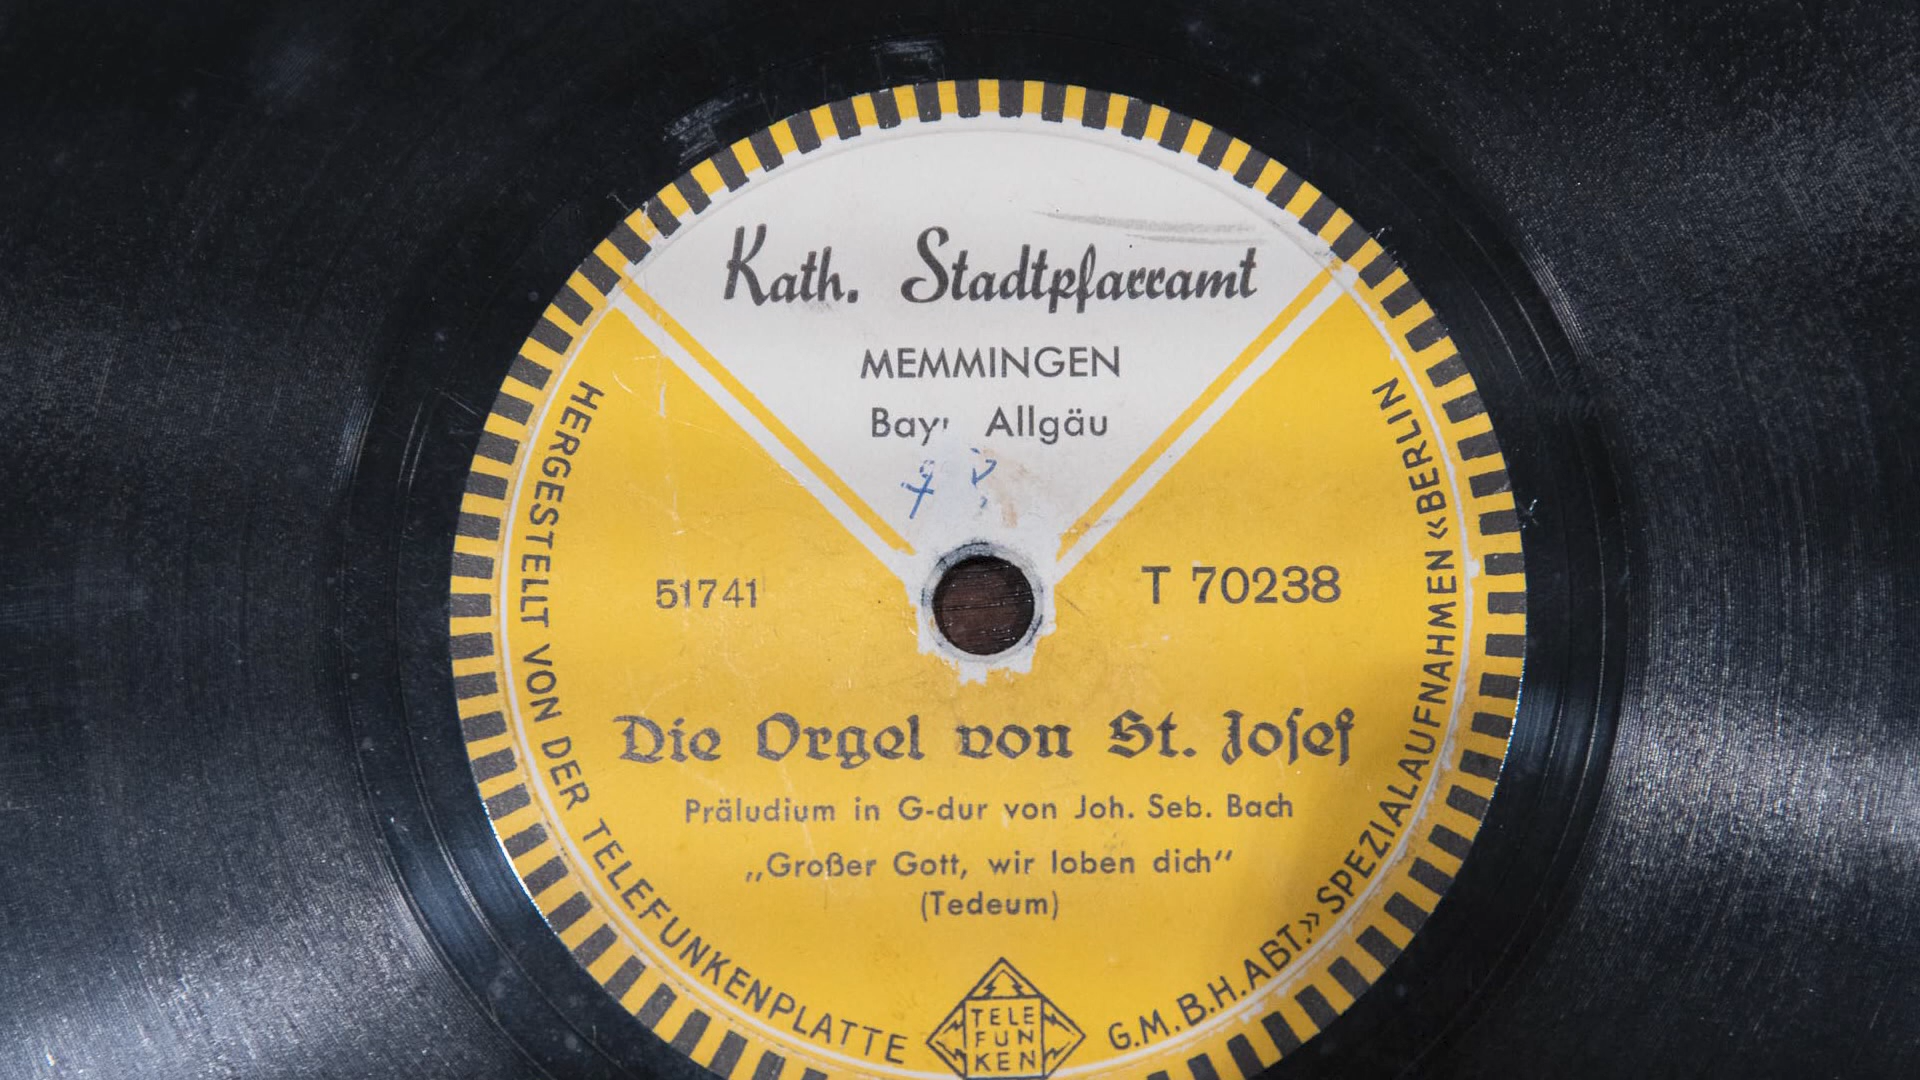 Kath. Stadtpfarramt
MEMMINGEN
Bay. Allgäu
51741
T 70238
Die Orgel von St. Josef
Präludium in G-dur von Joh. Seb. Bach
„Großer Gott, wir loben dich“
(Tedeum)
HERGESTELLT VON DER TELEFUNKENPLATTE G.M.B.H. ABT.»SPEZIALAUFNAHMEN«BERLIN
TELE
FUN
KEN